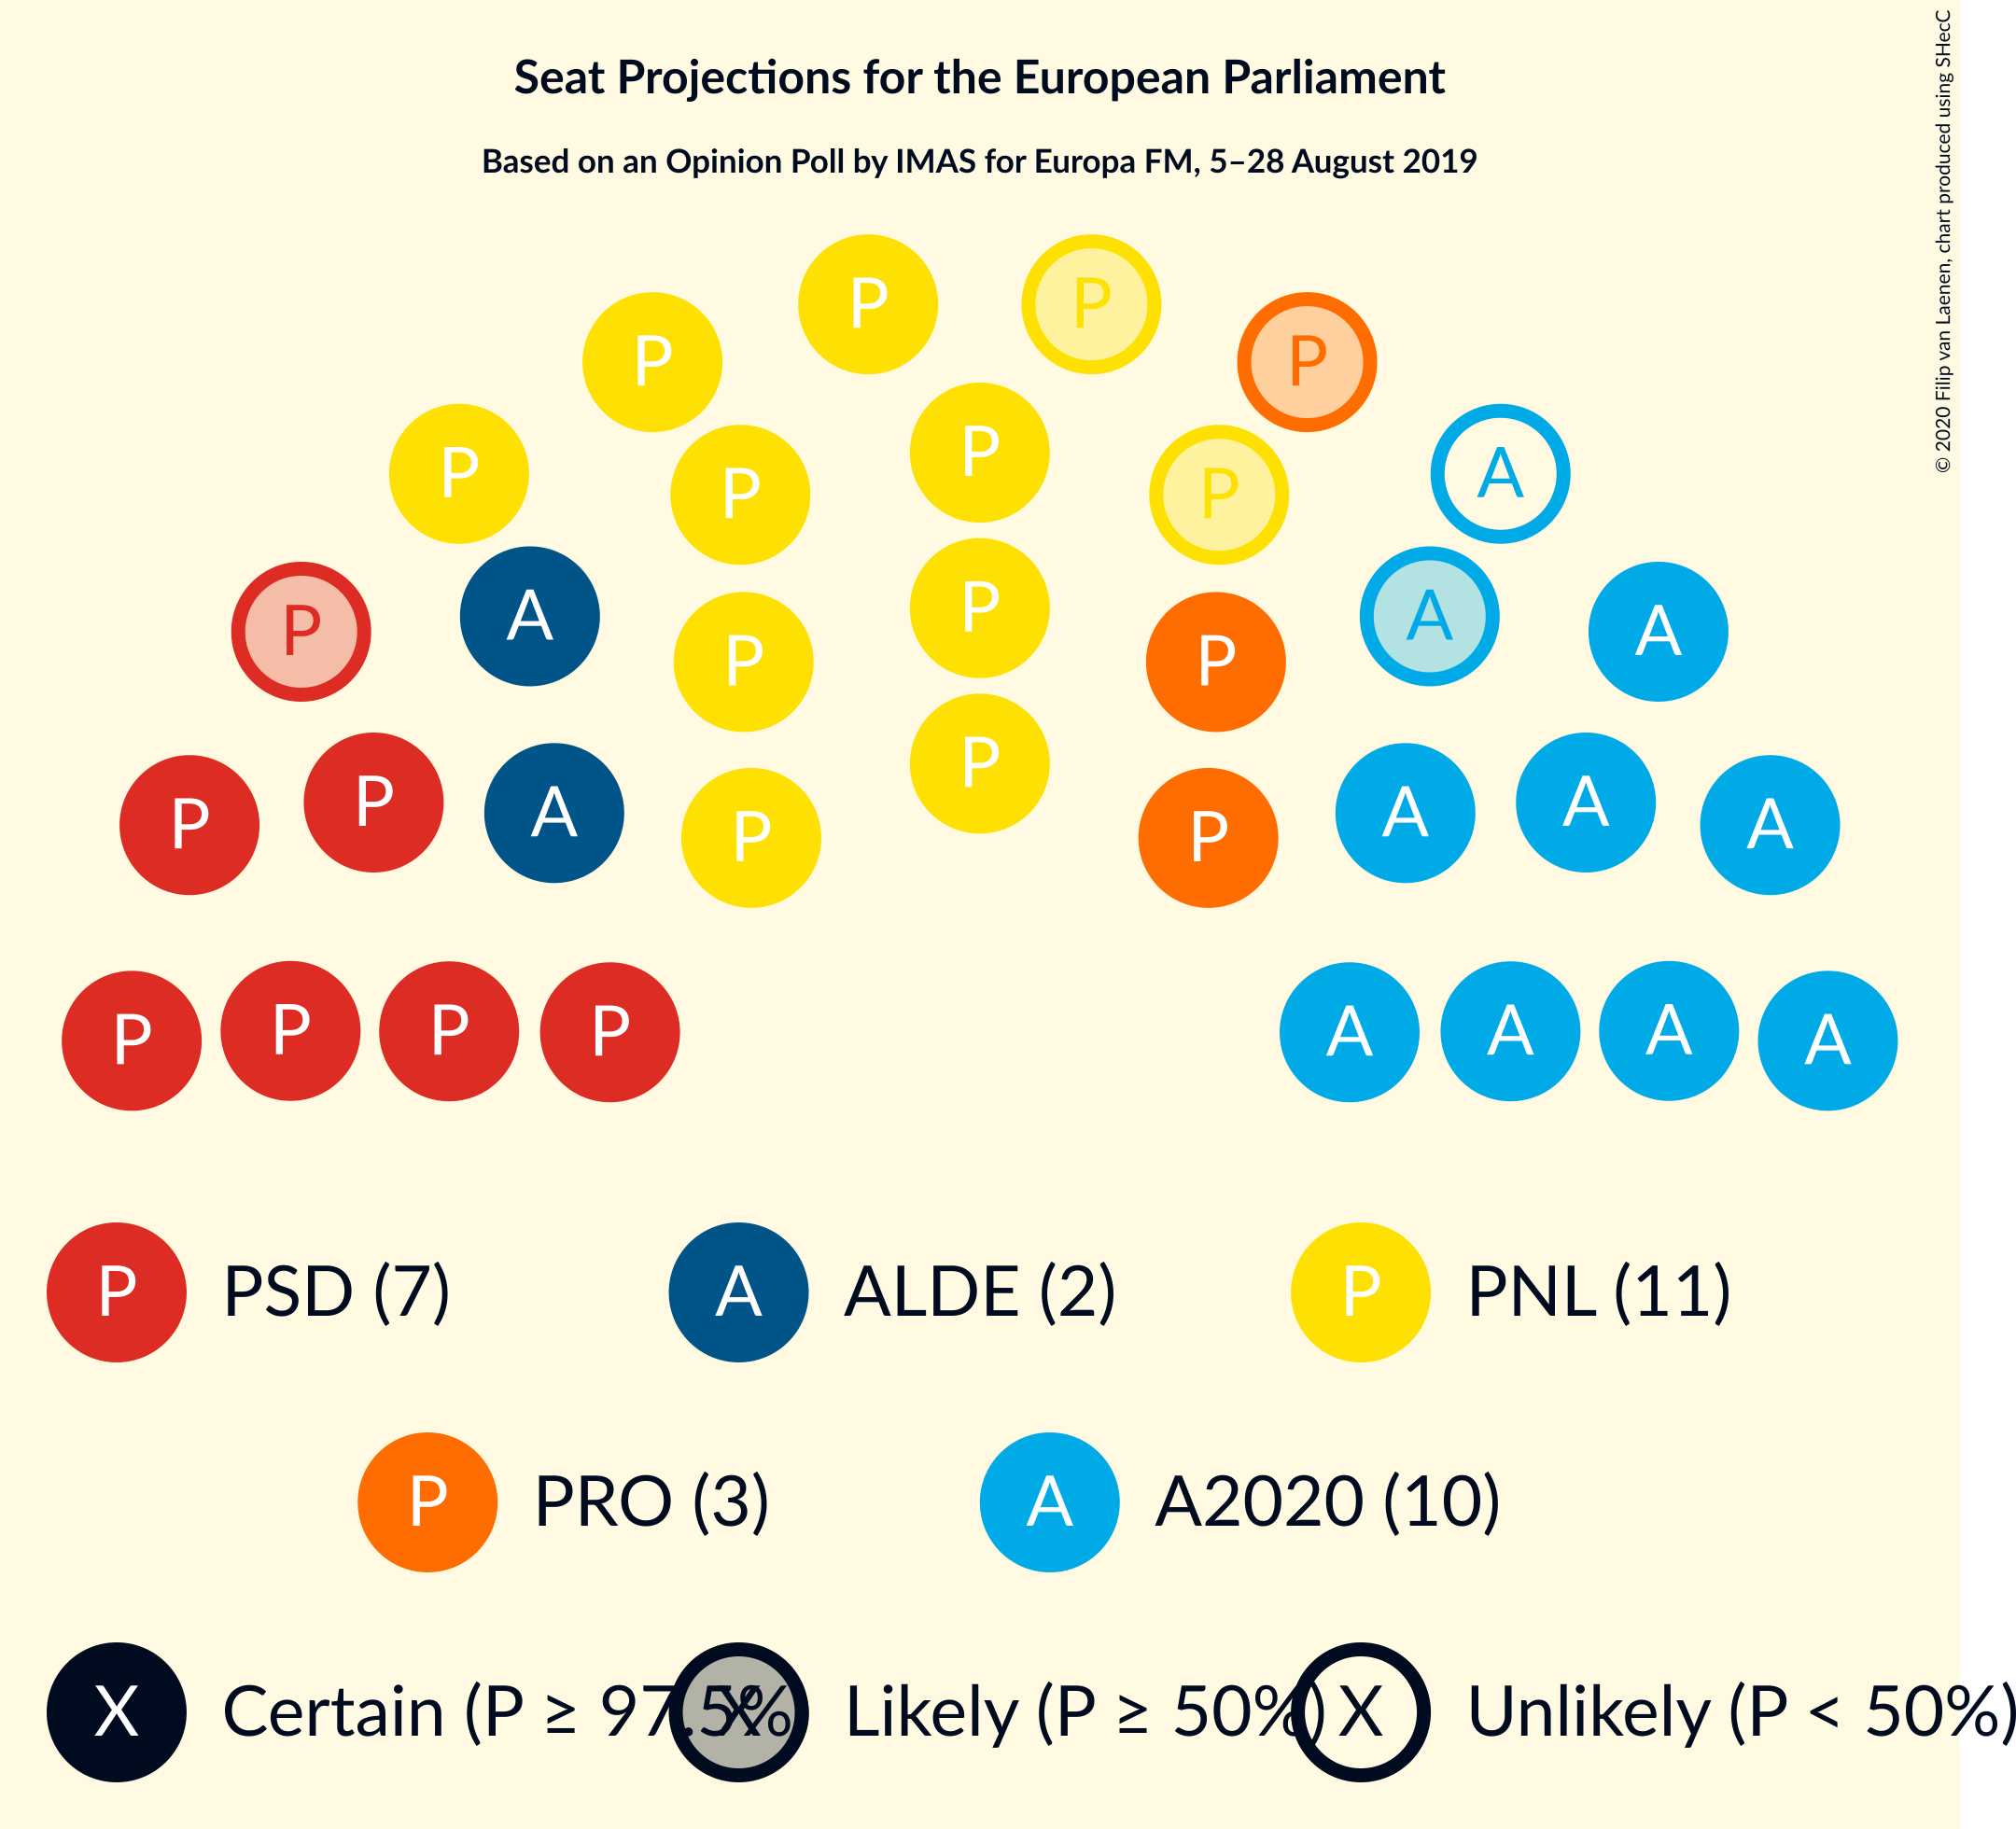 Seat Projections for the European Parliament
Based on an Opinion Poll by IMAS for Europa FM, 5–28 August 2019
© 2020 Filip van Laenen, chart produced using SHecC
P P
P P
P A
P P P
P A A P A
P P P
P P A P P A A A
P P P P A A A A
P PSD (7) A ALDE (2) P PNL (11)
P PRO (3) A A2020 (10)
X Certain (P ≥ 97.5% X Likely (P ≥ 50%) X Unlikely (P < 50%)